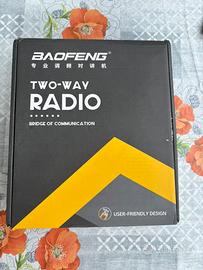 BAOFENG
专业调频对讲机
TWO-WAY
RADIO
BRIDGE OF COMMUNICATION
USER-FRIENDLY DESIGN